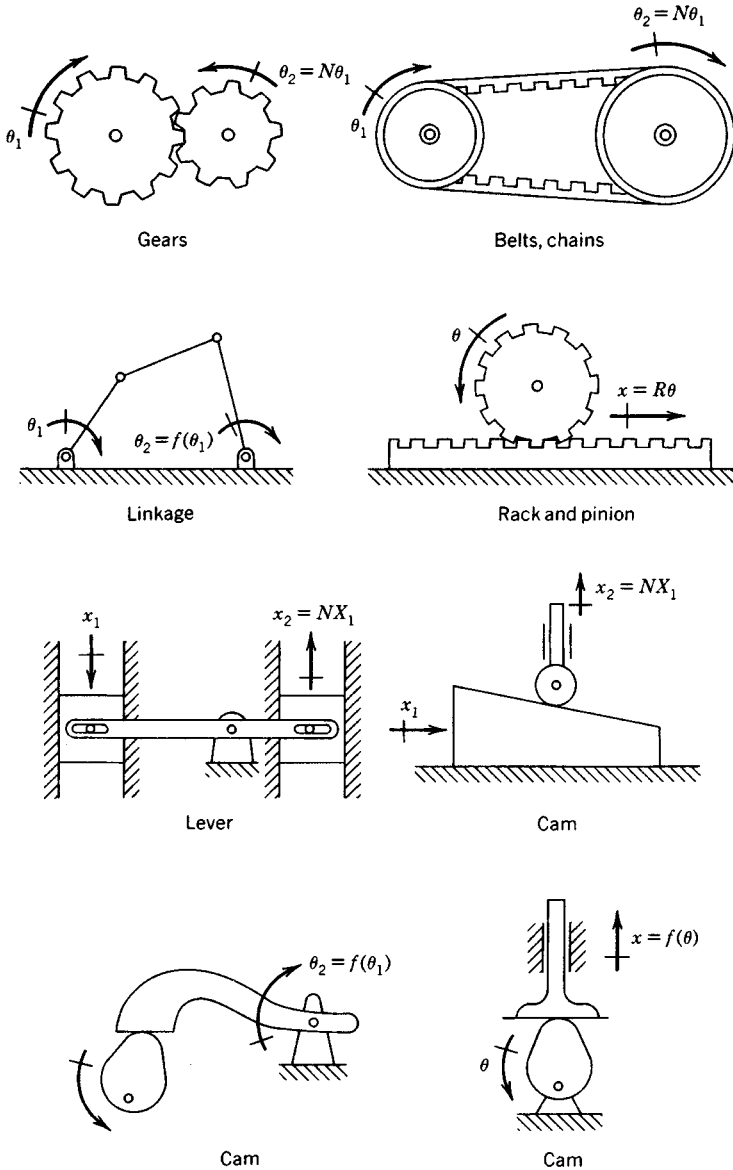 θ₁
θ₂ = Nθ₁
Gears
θ₁
θ₂ = Nθ₁
Belts, chains
θ₁
θ₂ = f(θ₁)
Linkage
θ
x = Rθ
Rack and pinion
x₁
x₂ = NX₁
Lever
x₁
x₂ = NX₁
Cam
θ₂ = f(θ₁)
Cam
θ
x = f(θ)
Cam